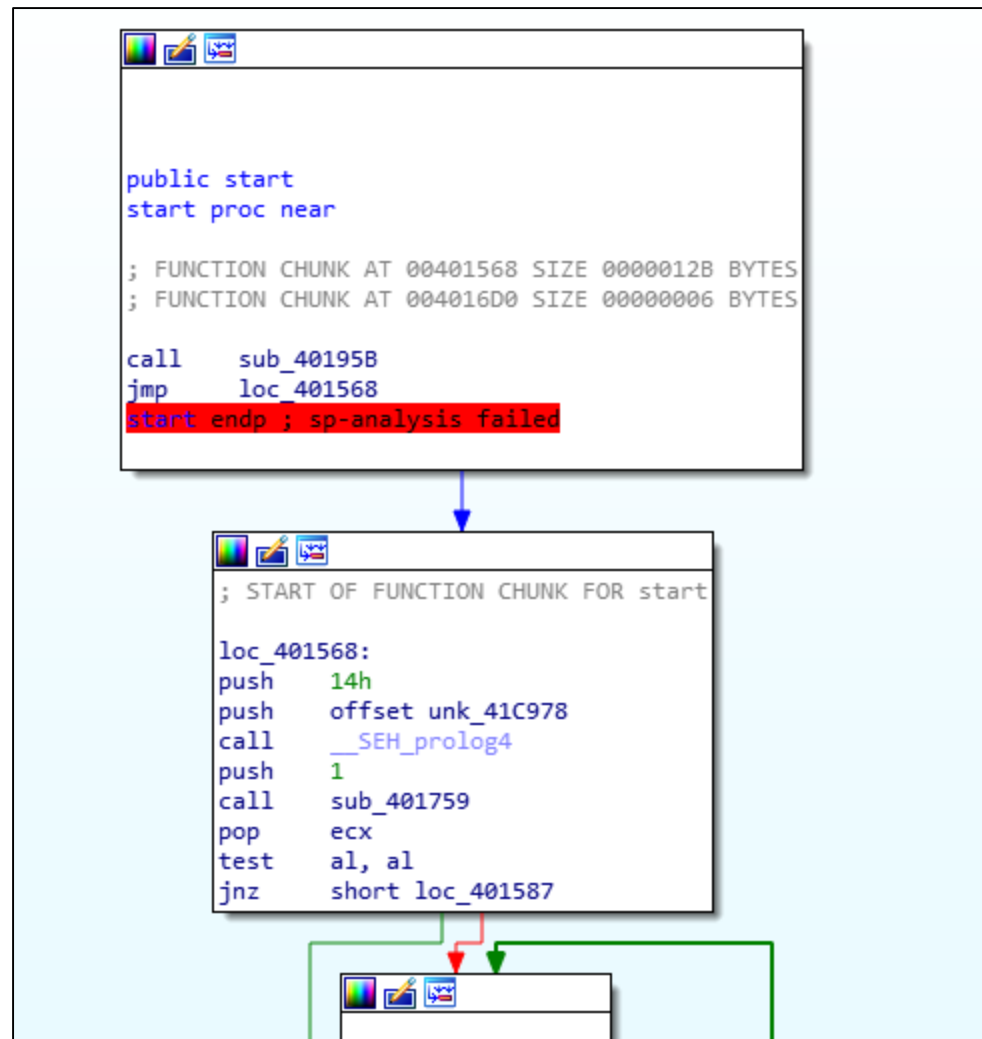 public start
start proc near
; FUNCTION CHUNK AT 00401568 SIZE 0000012B BYTES
; FUNCTION CHUNK AT 004016D0 SIZE 00000006 BYTES
call    sub_40195B
jmp     loc_401568
start endp ; sp-analysis failed
; START OF FUNCTION CHUNK FOR start
loc_401568:
push    14h
push    offset unk_41C978
call    __SEH_prolog4
push    1
call    sub_401759
pop     ecx
test    al, al
jnz     short loc_401587